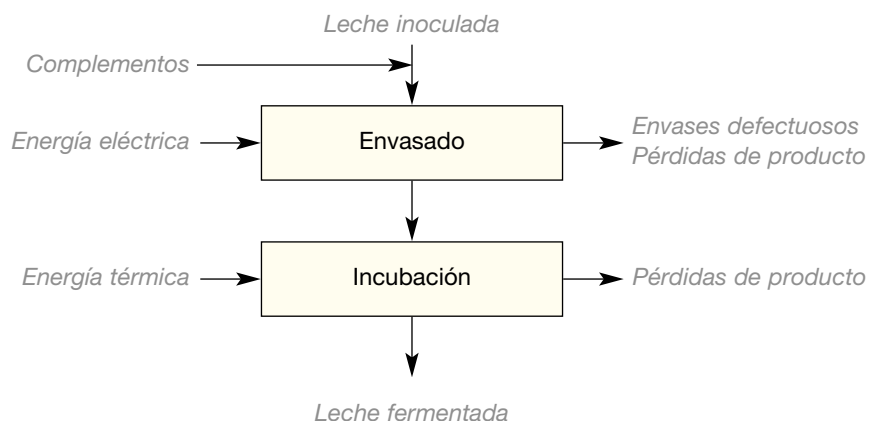 Leche inoculada
Complementos
Energía eléctrica
Envasado
Envases defectuosos
Pérdidas de producto
Energía térmica
Incubación
Pérdidas de producto
Leche fermentada